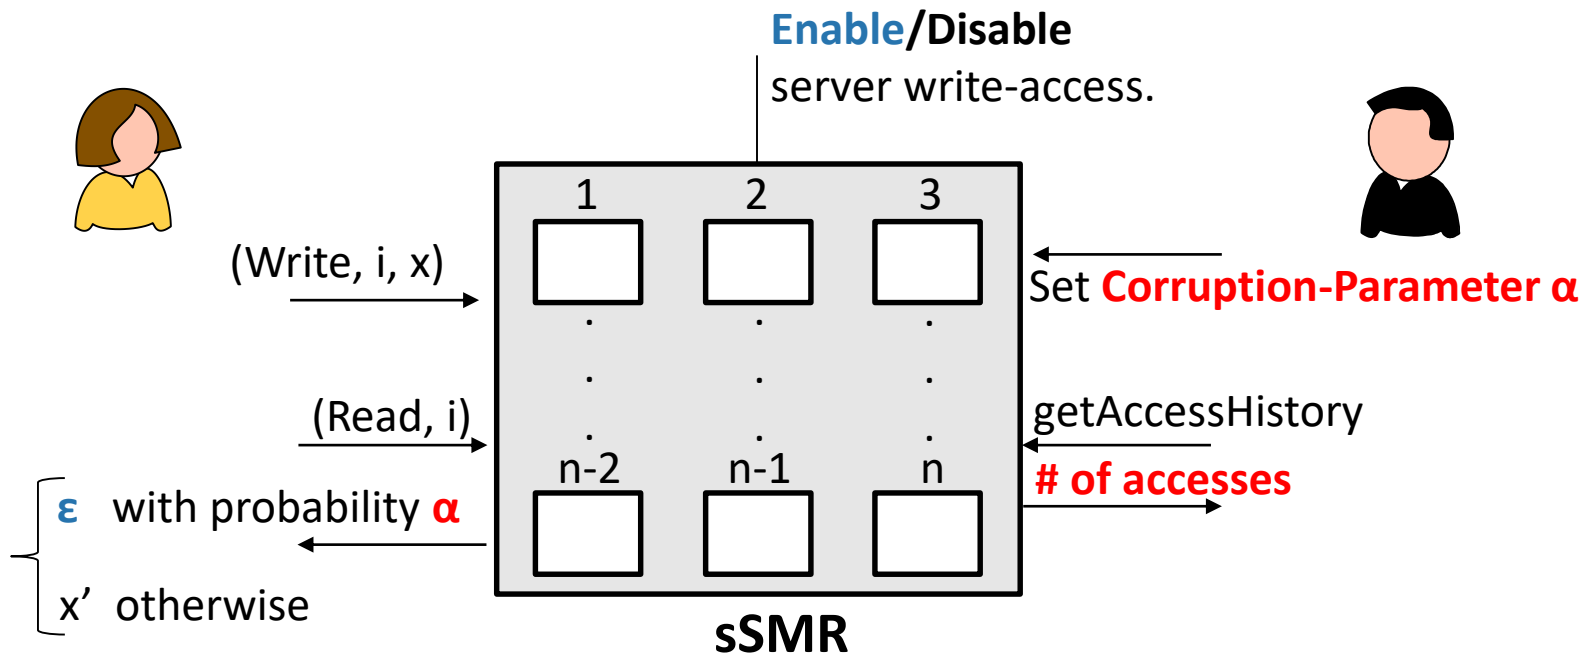 Enable/Disable
server write-access.
1 2 3
(Write, i, x)
Set Corruption-Parameter α
(Read, i)
getAccessHistory
n-2 n-1 n
# of accesses
ε with probability α
x’ otherwise
sSMR